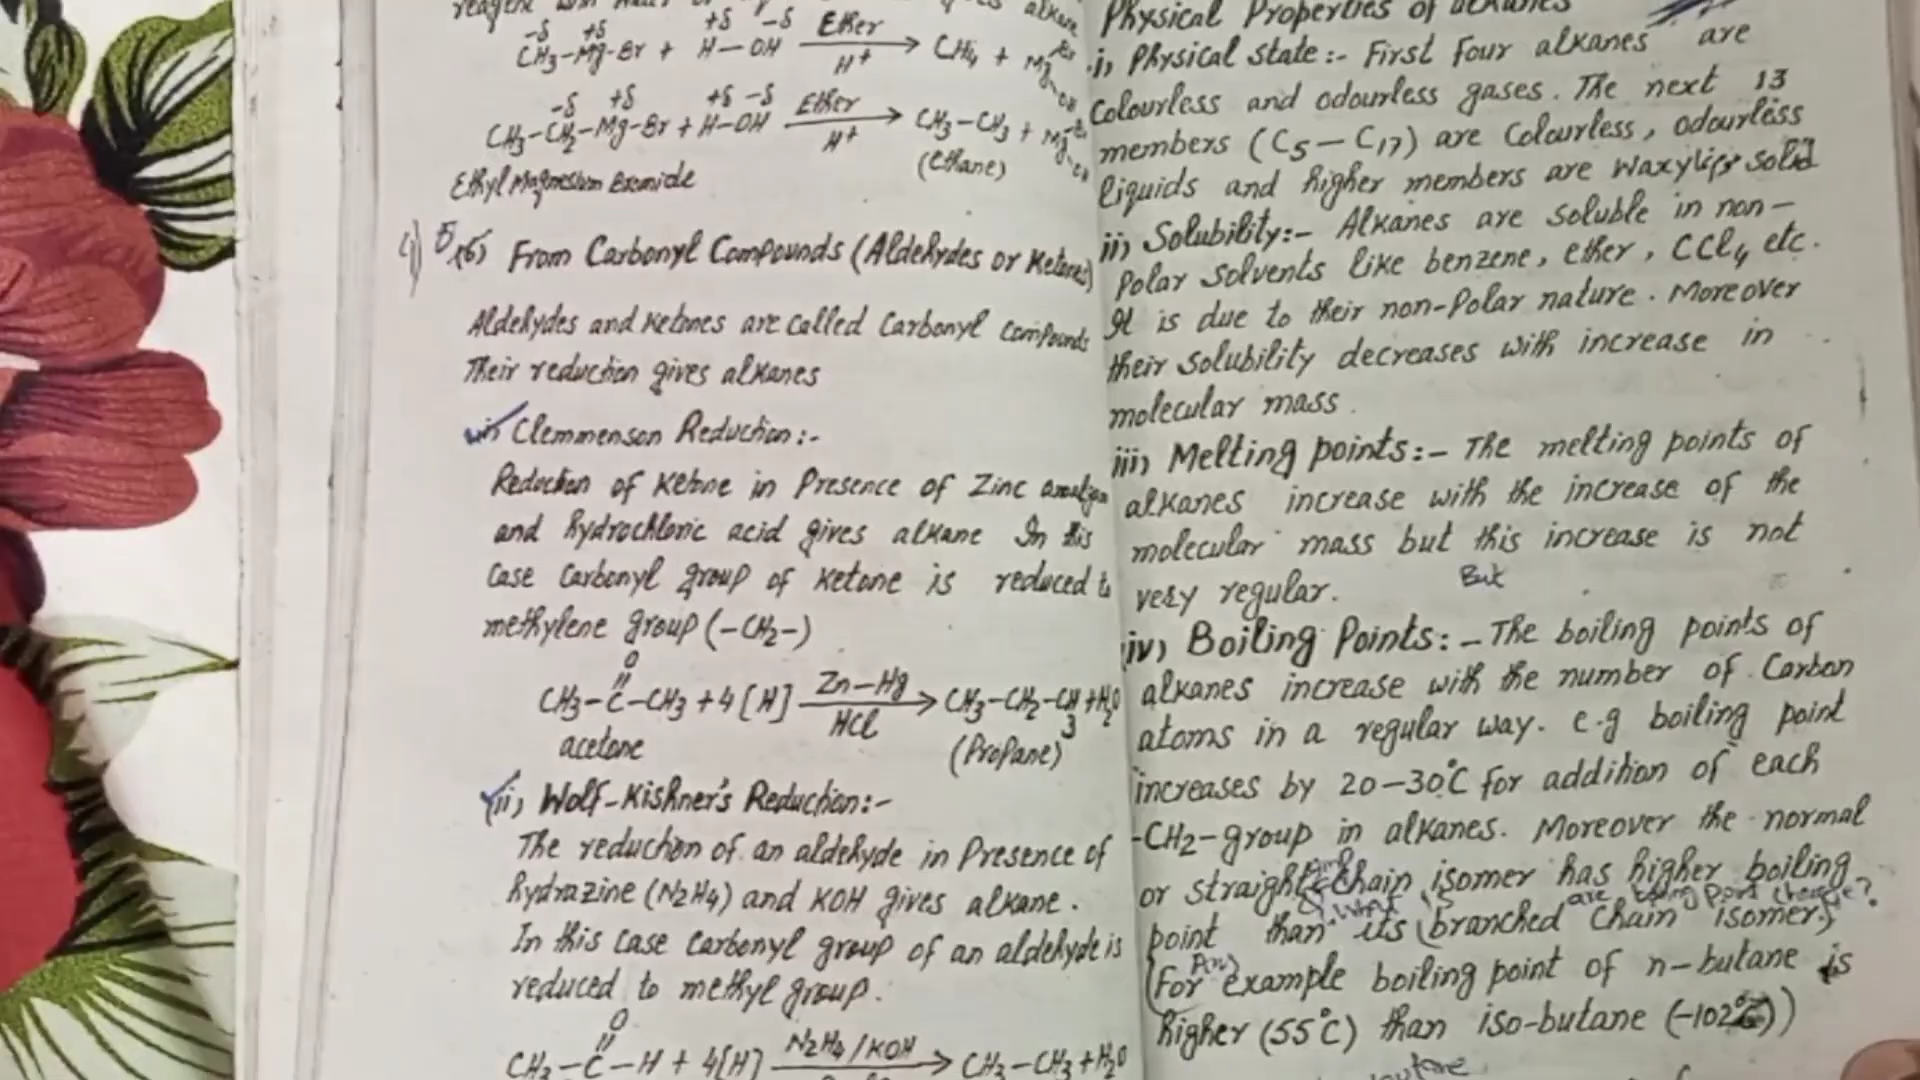 CH3-Mg-Br + H-OH Ether H+ CH4 +
CH3-CH2-Mg-Br + H-OH Ether H+ CH3-CH3 +
(Ethane)
Ethyl Magnesium Bromide
From Carbonyl Compounds (Aldehydes or Ketones)
Aldehydes and Ketones are called Carbonyl Compounds
Their reduction gives alkanes
Clemmenson Reduction:-
Reduction of Ketone in Presence of Zinc
and hydrochloric acid gives alkane In this
Case Carbonyl group of Ketone is reduced to
methylene group (-CH2-)
O
CH3-C-CH3 + 4[H] Zn-Hg HCl CH3-CH2-CH3 + H2O
acetone (Propane)
(ii) Wolf-Kishner's Reduction:-
The reduction of an aldehyde in Presence of
hydrazine (N2H4) and KOH gives alkane.
In this Case Carbonyl group of an aldehyde is
reduced to methyl group.
O
CH3-C-H + 4[H] N2H4/KOH CH3-CH3 + H2O
Physical Properties of alkanes
i) Physical state:- First four alkanes are
Colourless and odourless gases. The next 13
members (C5-C17) are Colourless, odourless
liquids and higher members are solid
ii) Solubility:- Alkanes are soluble in non-
Polar solvents like benzene, ether, CCl4 etc.
It is due to their non-Polar nature. Moreover
their solubility decreases with increase in
molecular mass.
iii) Melting points:- The melting points of
alkanes increase with the increase of the
molecular mass but this increase is not
very regular. But
iv) Boiling Points:- The boiling points of
alkanes increase with the number of Carbon
atoms in a regular way. e.g boiling point
increases by 20-30°C for addition of each
-CH2-group in alkanes. Moreover the normal
or straight chain isomer has higher boiling
point than its (branched chain isomer.)
(For example boiling point of n-butane is
higher (55°C) than iso-butane (-102